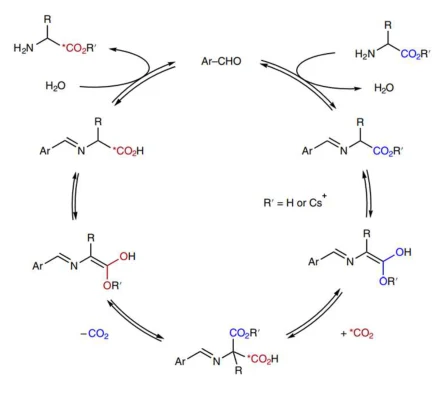 R
H₂N
*CO₂R′
H₂O
Ar–CHO
R
H₂N
CO₂R′
H₂O
R
Ar
N
*CO₂H
R
Ar
N
CO₂R′
R′ = H or Cs⁺
R
OH
Ar
N
OR′
R
OH
Ar
N
OR′
–CO₂
CO₂R′
*CO₂H
Ar
N
R
+ *CO₂